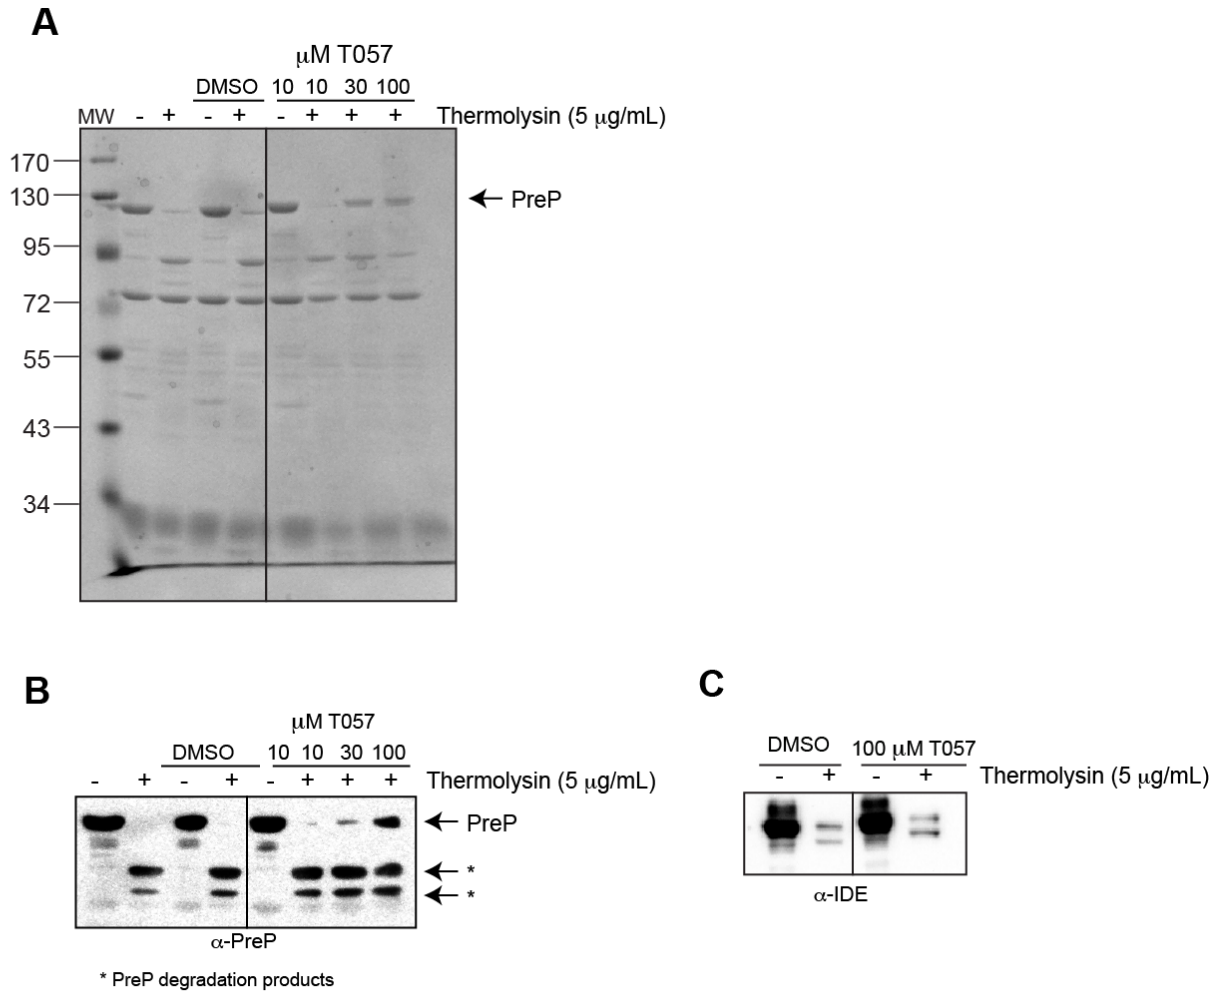 A
μM T057
DMSO 10 10 30 100
MW - + - + - + + + Thermolysin (5 μg/mL)
170
130
PreP
95
72
55
43
34
B
μM T057
DMSO 10 10 30 100
- + - + - + + + Thermolysin (5 μg/mL)
PreP
*
*
α-PreP
* PreP degradation products
C
DMSO 100 μM T057
- + - + Thermolysin (5 μg/mL)
α-IDE